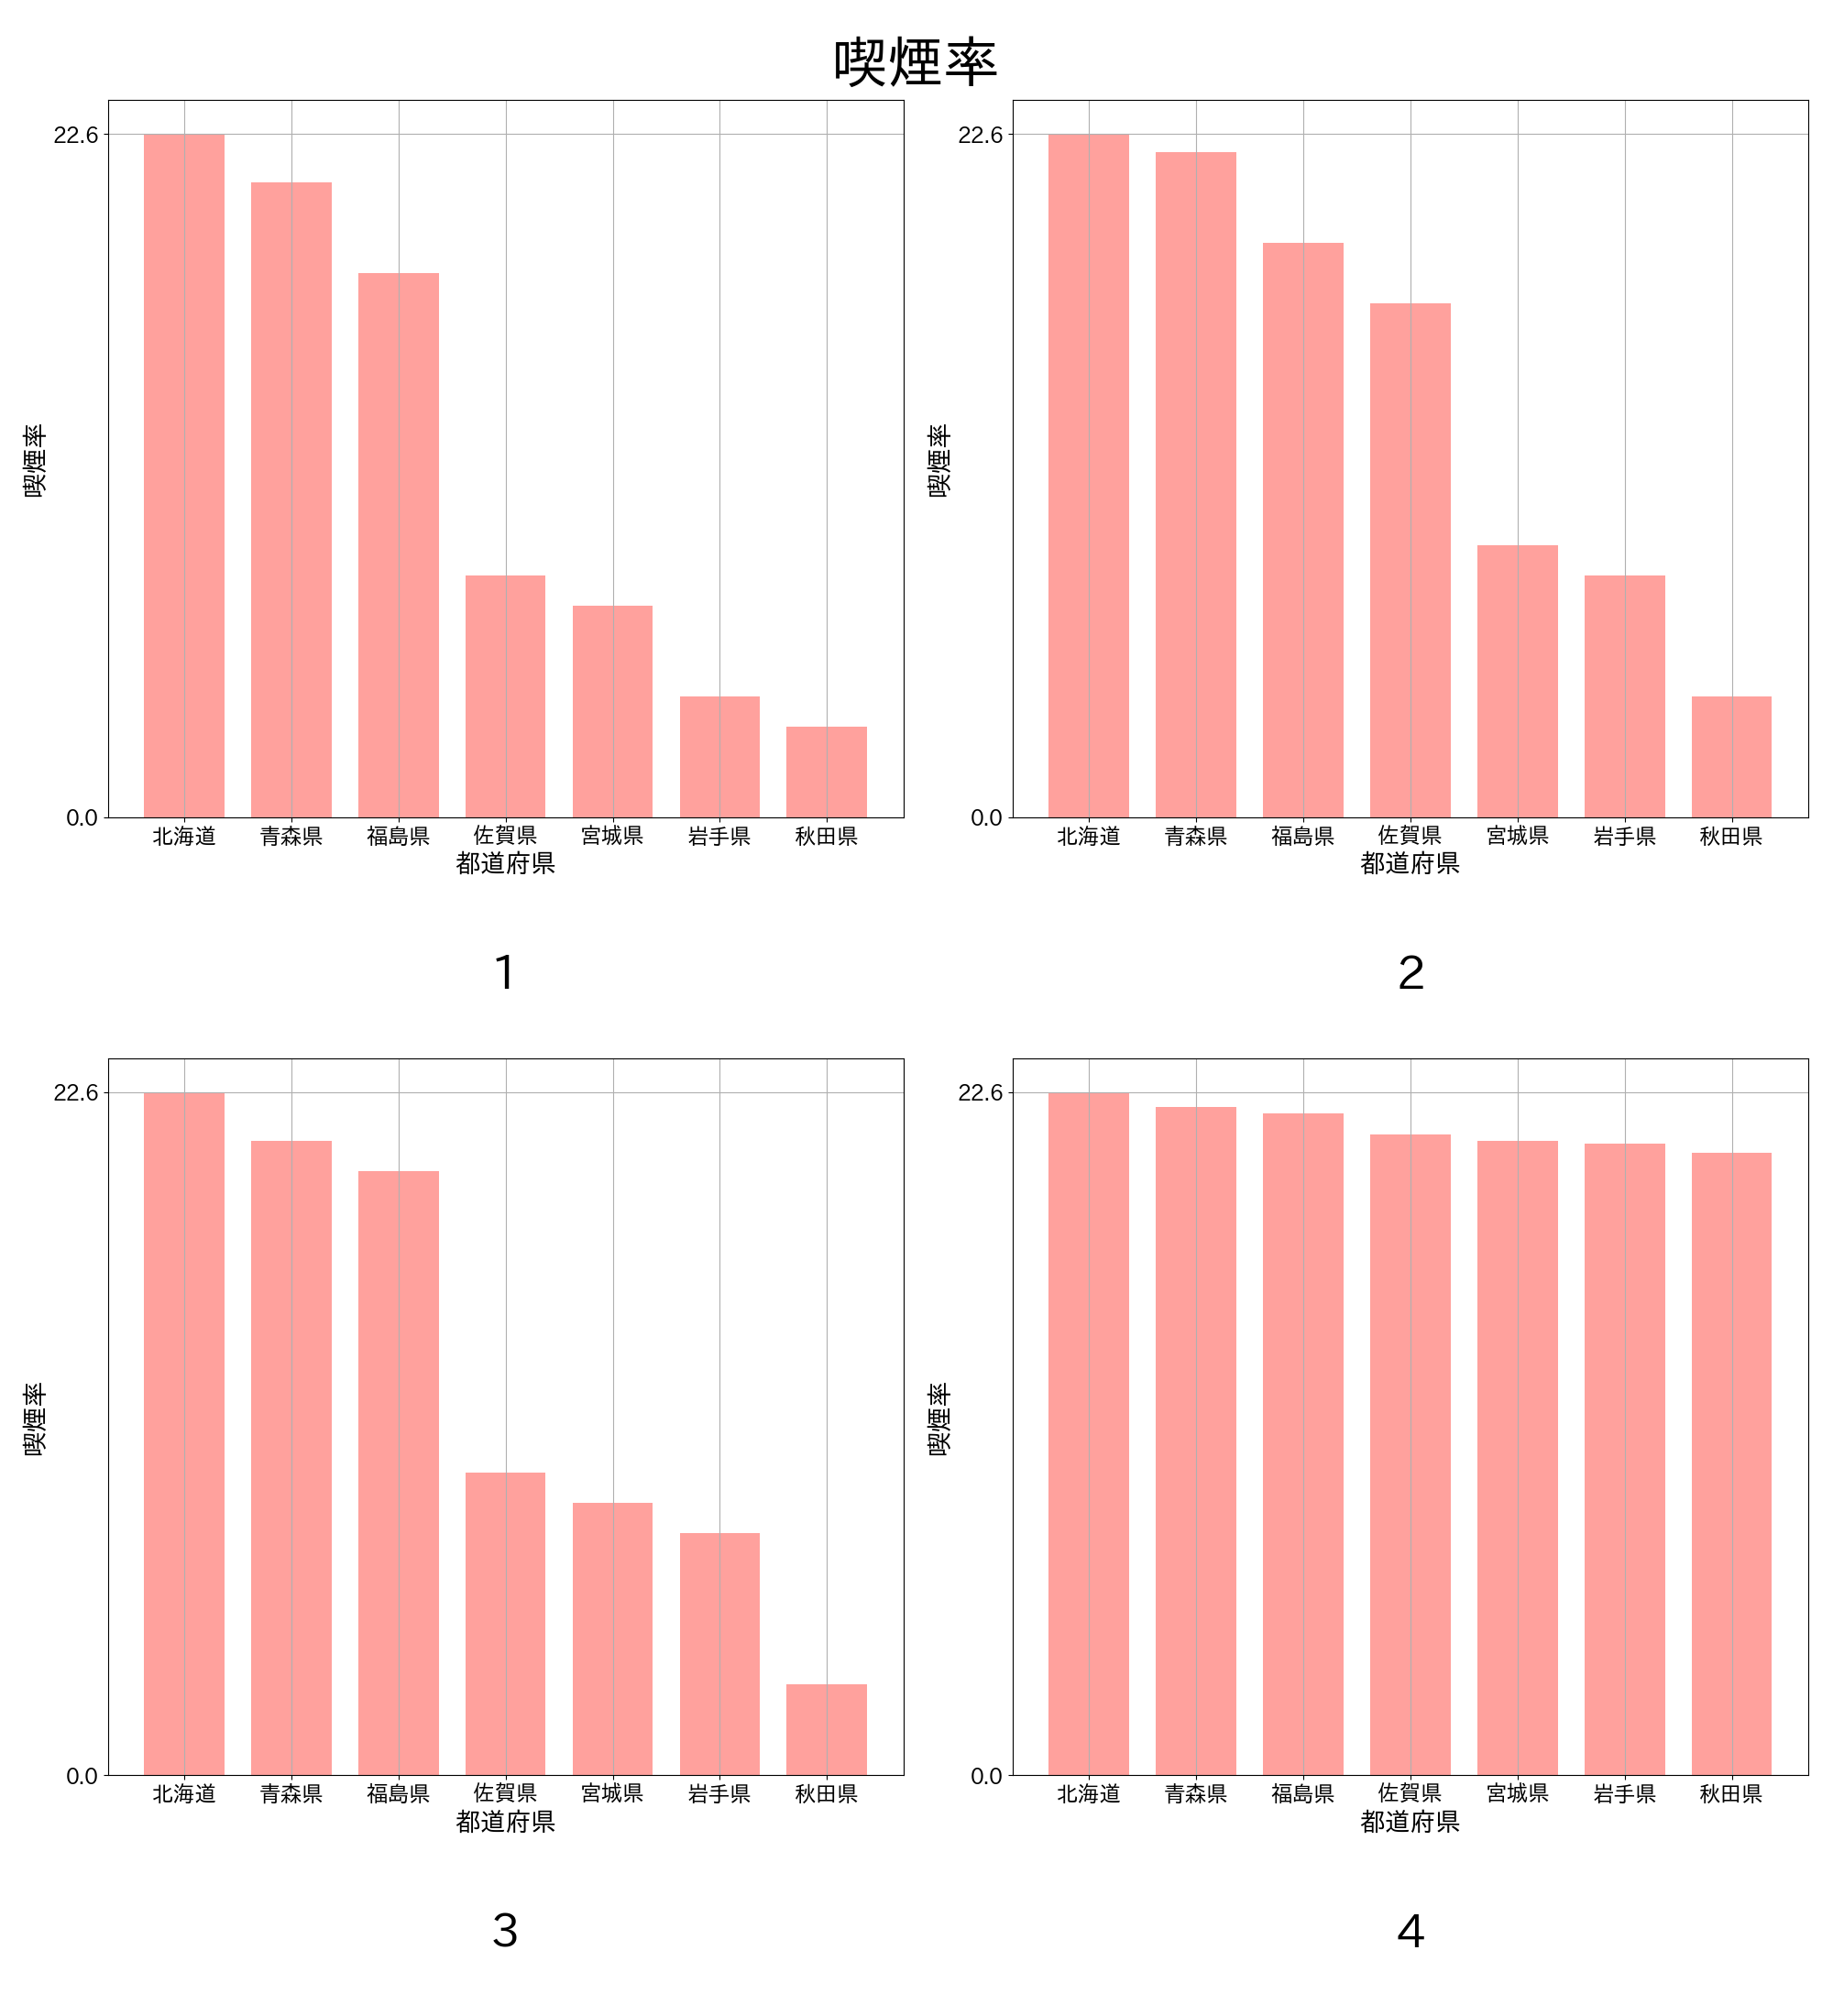 喫煙率
22.6
0.0
喫煙率
北海道 青森県 福島県 佐賀県 宮城県 岩手県 秋田県
都道府県
1
22.6
0.0
喫煙率
北海道 青森県 福島県 佐賀県 宮城県 岩手県 秋田県
都道府県
2
22.6
0.0
喫煙率
北海道 青森県 福島県 佐賀県 宮城県 岩手県 秋田県
都道府県
3
22.6
0.0
喫煙率
北海道 青森県 福島県 佐賀県 宮城県 岩手県 秋田県
都道府県
4